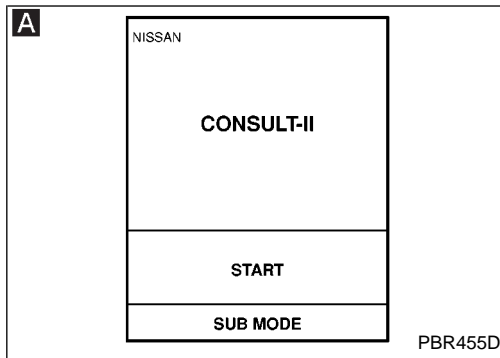 A
NISSAN
CONSULT-II
START
SUB MODE
PBR455D